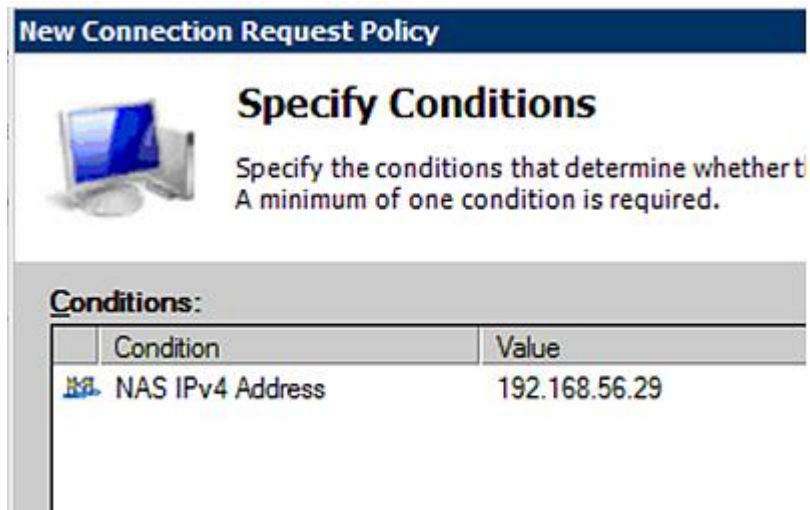 New Connection Request Policy
Specify Conditions
Specify the conditions that determine whether
A minimum of one condition is required.
Conditions:
Condition Value
NAS IPv4 Address 192.168.56.29